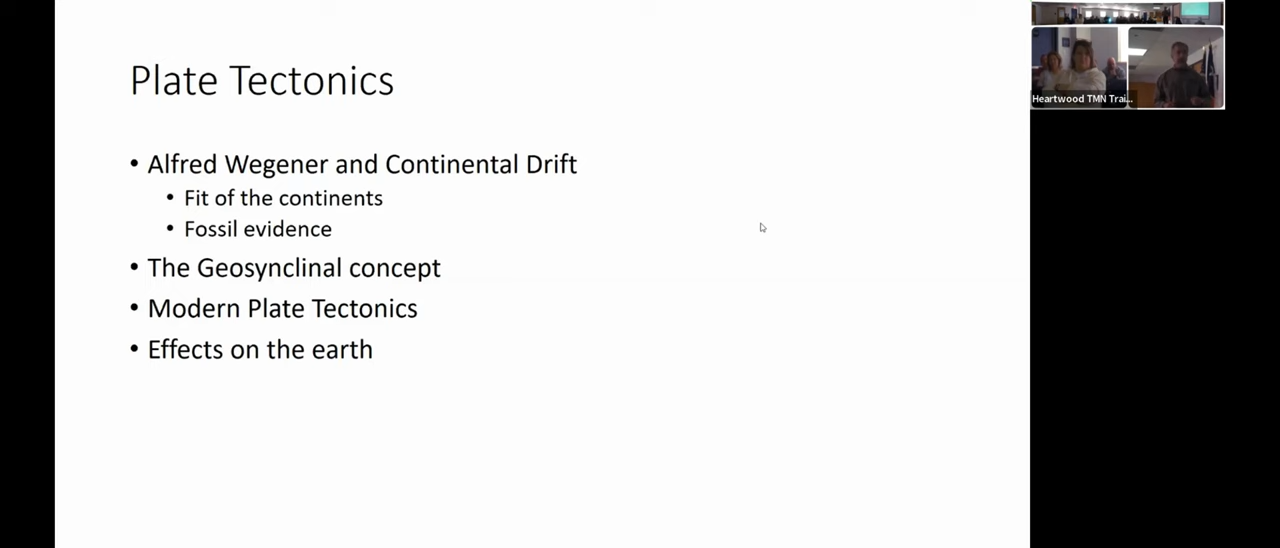 Plate Tectonics
• Alfred Wegener and Continental Drift
• Fit of the continents
• Fossil evidence
• The Geosynclinal concept
• Modern Plate Tectonics
• Effects on the earth
Heartwood TMN Trai...